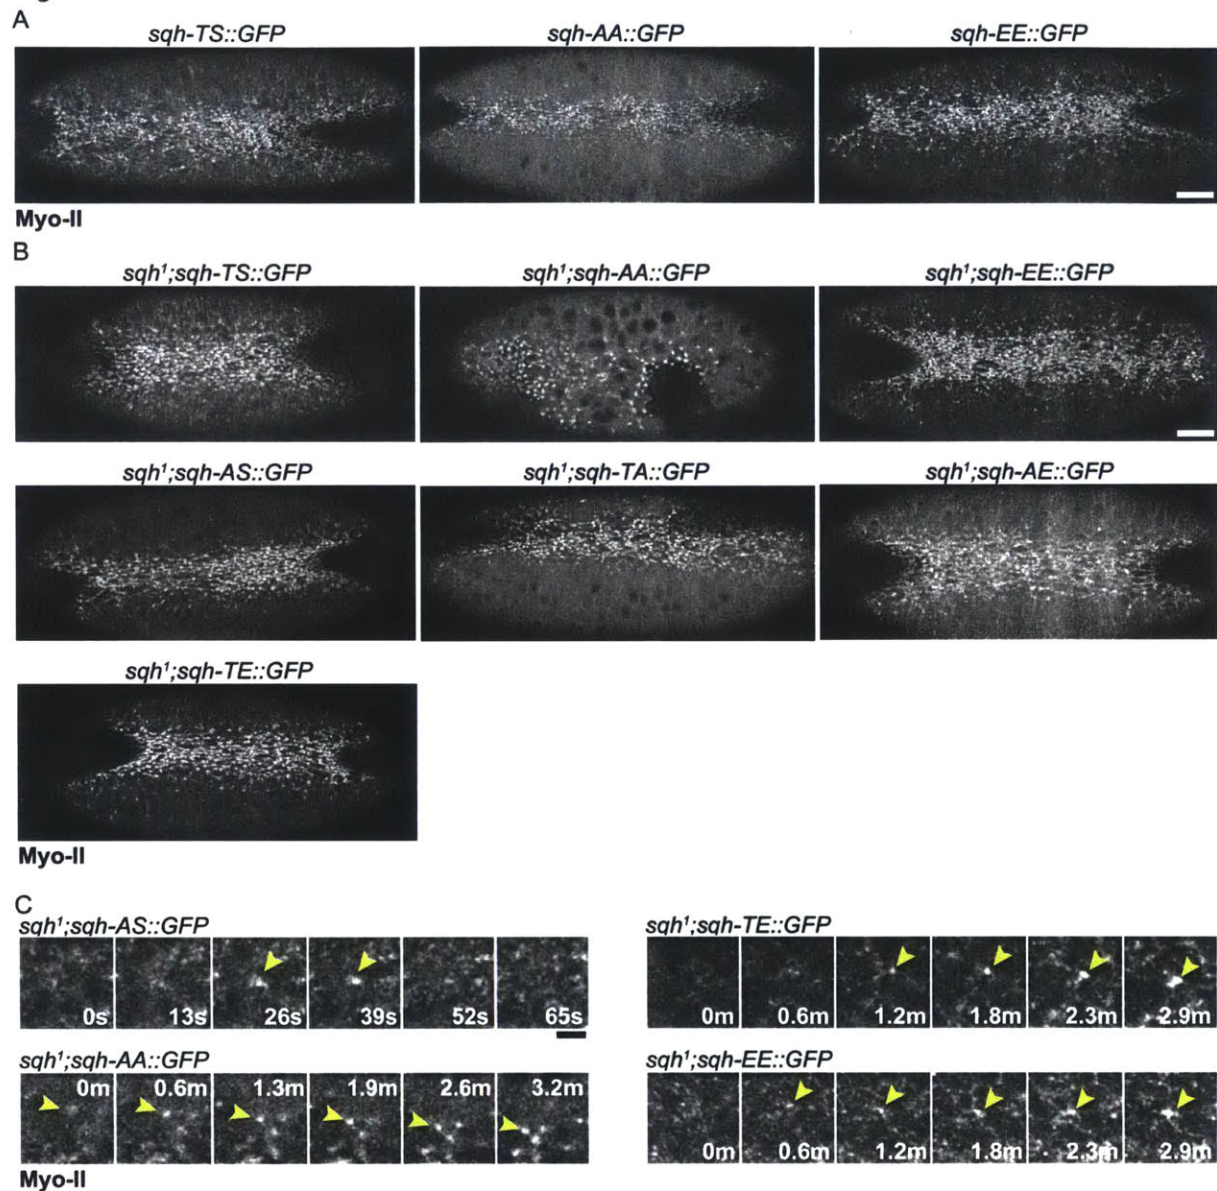 A
sqh-TS::GFP sqh-AA::GFP sqh-EE::GFP
Myo-II
B
sqh¹;sqh-TS::GFP sqh¹;sqh-AA::GFP sqh¹;sqh-EE::GFP
sqh¹;sqh-AS::GFP sqh¹;sqh-TA::GFP sqh¹;sqh-AE::GFP
sqh¹;sqh-TE::GFP
Myo-II
C
sqh¹;sqh-AS::GFP sqh¹;sqh-TE::GFP
0s 13s 26s 39s 52s 65s 0m 0.6m 1.2m 1.8m 2.3m 2.9m
sqh¹;sqh-AA::GFP sqh¹;sqh-EE::GFP
0m 0.6m 1.3m 1.9m 2.6m 3.2m
0m 0.6m 1.2m 1.8m 2.3m 2.9m
Myo-II